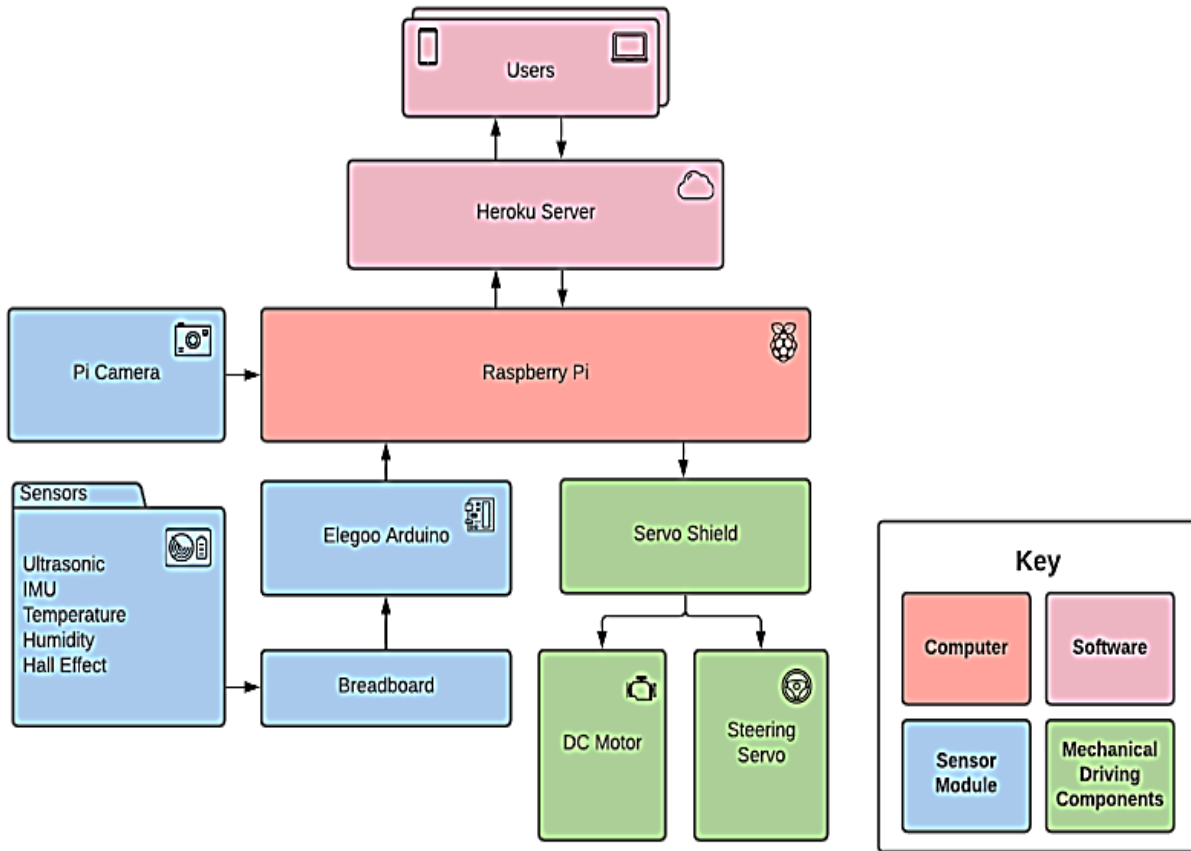 Users
Heroku Server
Pi Camera
Raspberry Pi
Sensors
Ultrasonic
IMU
Temperature
Humidity
Hall Effect
Elegoo Arduino
Breadboard
Servo Shield
DC Motor
Steering
Servo
Key
Computer
Software
Sensor
Module
Mechanical
Driving
Components